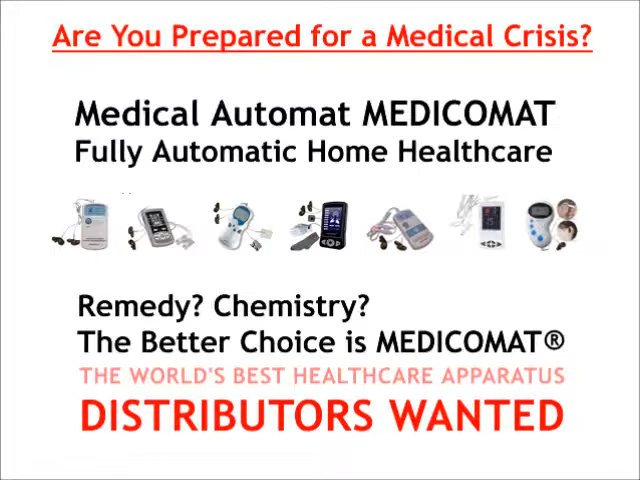 Are You Prepared for a Medical Crisis?
Medical Automat MEDICOMAT
Fully Automatic Home Healthcare
Remedy? Chemistry?
The Better Choice is MEDICOMAT®
THE WORLD'S BEST HEALTHCARE APPARATUS
DISTRIBUTORS WANTED